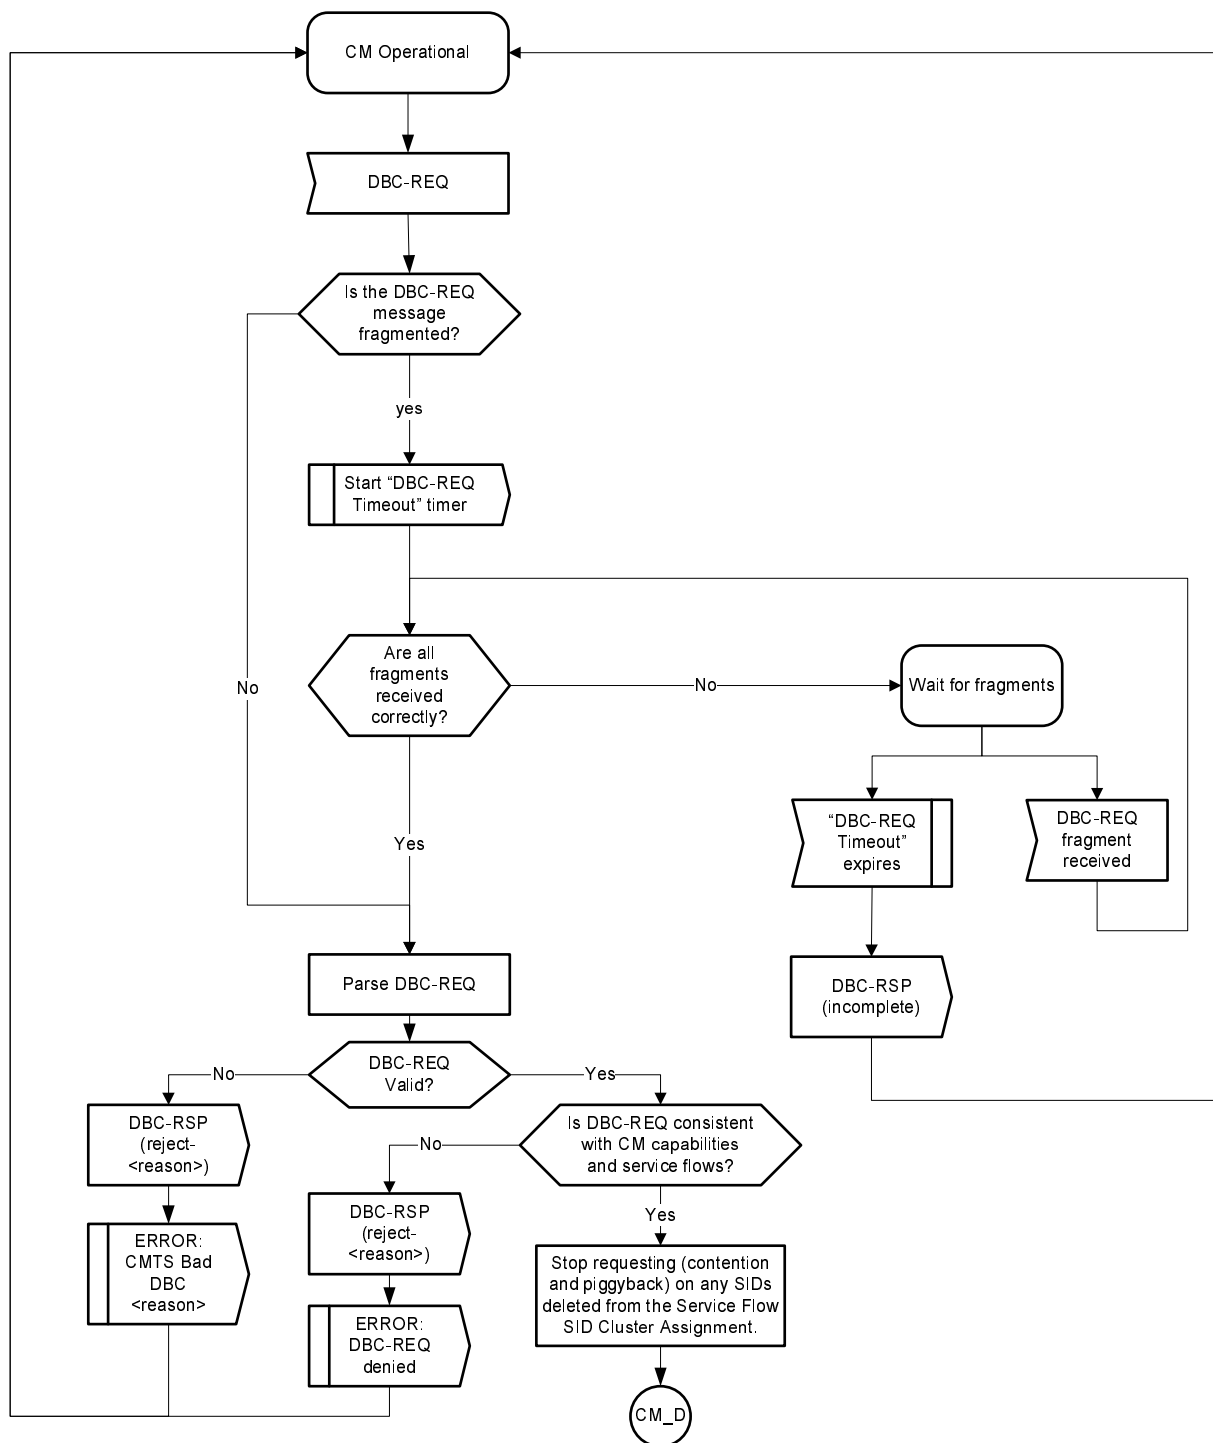 CM Operational
DBC-REQ
Is the DBC-REQ
message
fragmented?
yes
Start “DBC-REQ
Timeout” timer
Are all
fragments
received
correctly?
No
No
Wait for fragments
“DBC-REQ
Timeout”
expires
DBC-REQ
fragment
received
Yes
Parse DBC-REQ
DBC-RSP
(incomplete)
DBC-REQ
Valid?
No
Yes
DBC-RSP
(reject-
<reason>)
Is DBC-REQ consistent
with CM capabilities
and service flows?
No
DBC-RSP
(reject-
<reason>)
Yes
ERROR:
CMTS Bad
DBC
<reason>
Stop requesting (contention
and piggyback) on any SIDs
deleted from the Service Flow
SID Cluster Assignment.
ERROR:
DBC-REQ
denied
CM_D